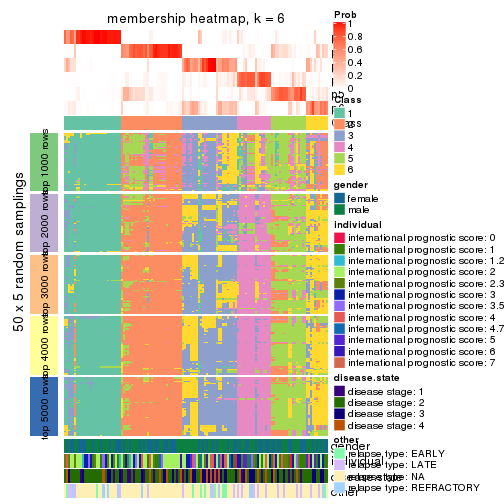 membership heatmap, k = 6
50 x 5 random samplings
top 1000 rows
top 2000 rows
top 3000 rows
top 4000 rows
top 5000 rows
Prob
1
0.8
0.6
0.4
0.2
0
Class
1
2
3
4
5
6
gender
female
male
individual
international prognostic score: 0
international prognostic score: 1
international prognostic score: 1.2
international prognostic score: 2
international prognostic score: 2.3
international prognostic score: 3
international prognostic score: 3.5
international prognostic score: 4
international prognostic score: 4.7
international prognostic score: 5
international prognostic score: 6
international prognostic score: 7
disease.state
disease stage: 1
disease stage: 2
disease stage: 3
disease stage: 4
other
relapse type: EARLY
relapse type: LATE
relapse type: NA
relapse type: REFRACTORY
gender
individual
disease.state
other